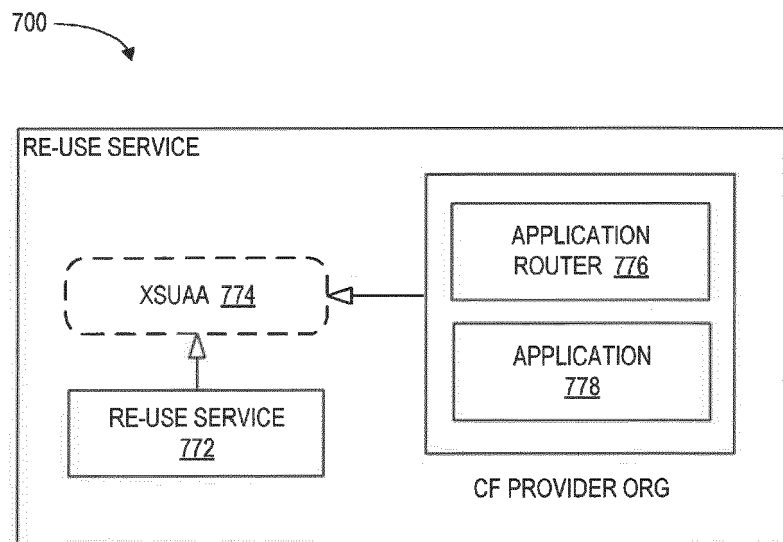 700
RE-USE SERVICE
APPLICATION
ROUTER 776
XSUAA 774
APPLICATION
778
RE-USE SERVICE
772
CF PROVIDER ORG